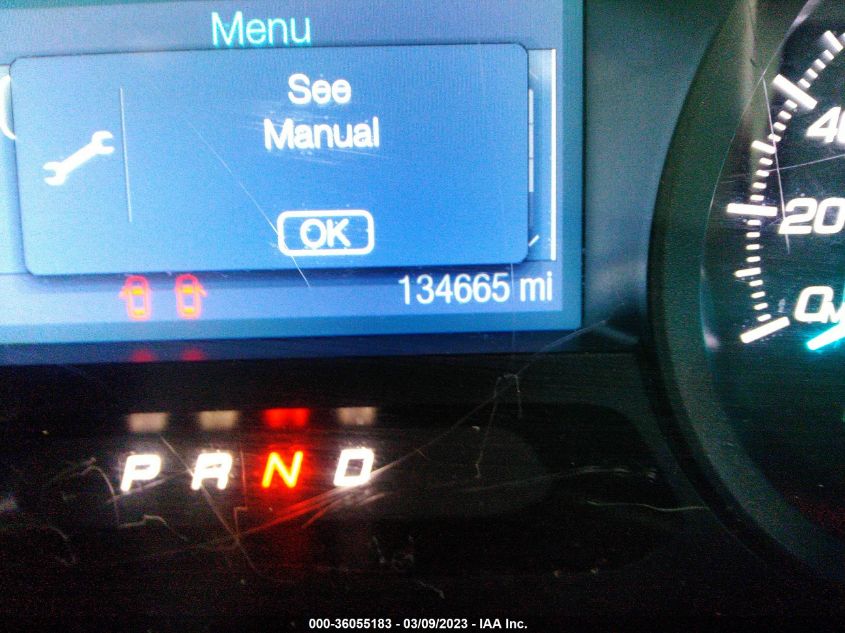 Menu
See
Manual
OK
134665 mi
40
20
0
P R N D
000-36055183 - 03/09/2023 - IAA Inc.